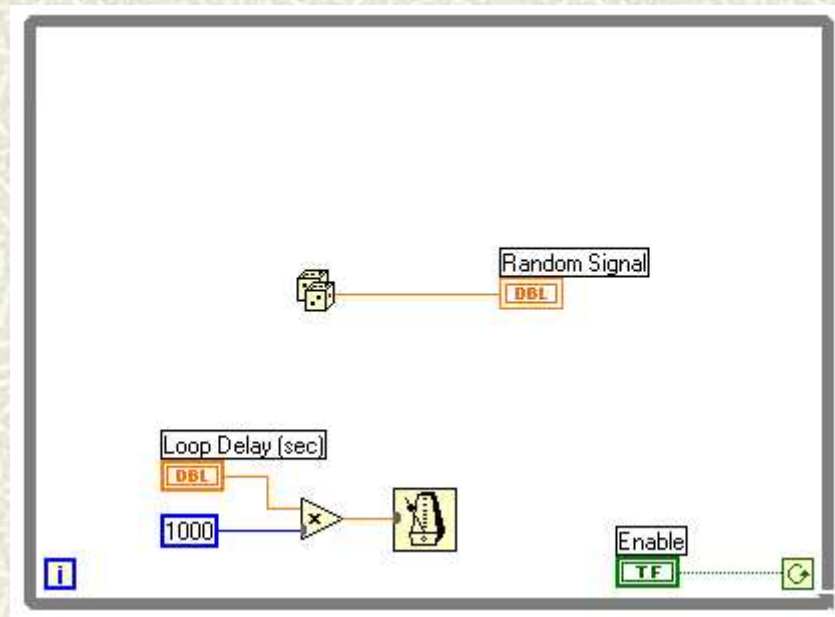 Random Signal
DBL
Loop Delay (sec)
DBL
x
1000
Enable
TF
i